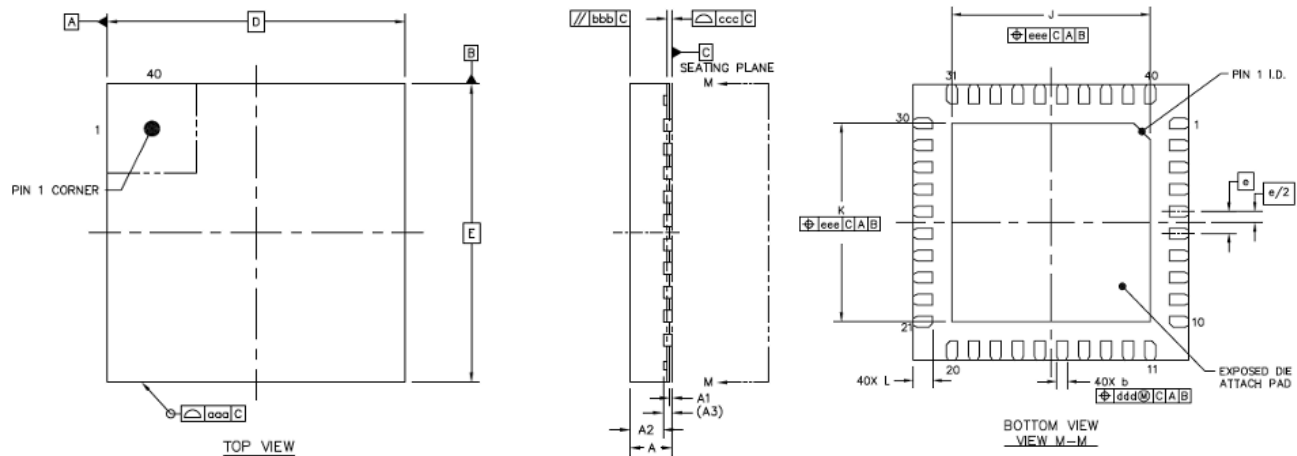 A
D
B
40
1
PIN 1 CORNER
E
⌓ aaa C
TOP VIEW
// bbb C
⌓ ccc C
C
SEATING PLANE
M
M
A1
(A3)
A2
A
J
⌖ eee C A B
31
40
PIN 1 I.D.
30
1
e
e/2
K
⌖ eee C A B
21
10
20
11
40X L
40X b
⌖ dddⓂ C A B
EXPOSED DIE
ATTACH PAD
BOTTOM VIEW
VIEW M-M